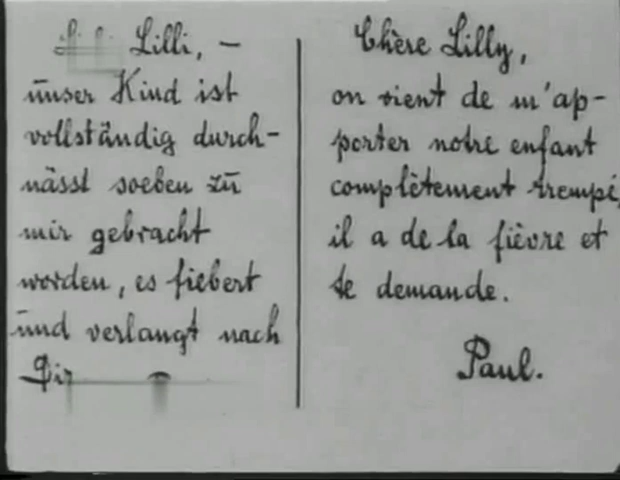 Lilli, —
unser Kind ist
vollständig durch-
nässt soeben zu
mir gebracht
worden, es fiebert
und verlangt nach
Dir
Chère Lilly,
on vient de m'ap-
porter notre enfant
complètement trempé,
il a de la fièvre et
te demande.
Paul.